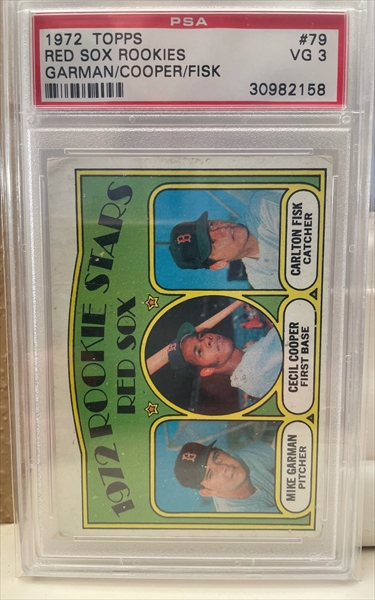 PSA
1972 TOPPS #79
RED SOX ROOKIES VG 3
GARMAN/COOPER/FISK 30982158
1972 ROOKIE STARS
RED SOX
MIKE GARMAN
PITCHER
CECIL COOPER
FIRST BASE
CARLTON FISK
CATCHER
B
B
B